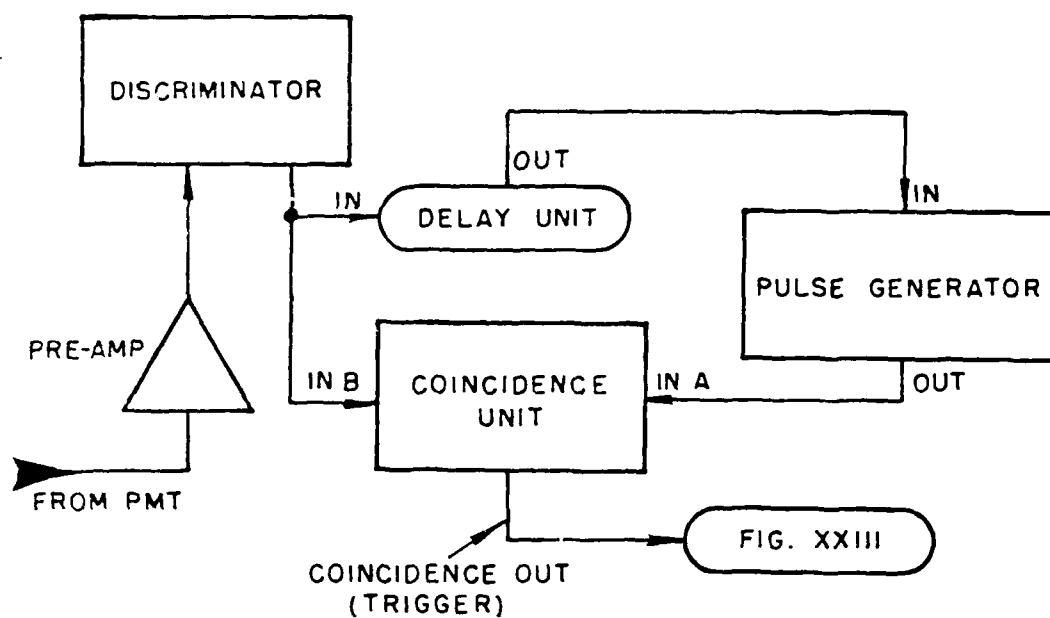 DISCRIMINATOR
OUT
IN
DELAY UNIT
IN
PULSE GENERATOR
PRE-AMP
IN B
COINCIDENCE
UNIT
IN A
OUT
FROM PMT
FIG. XXIII
COINCIDENCE OUT
(TRIGGER)